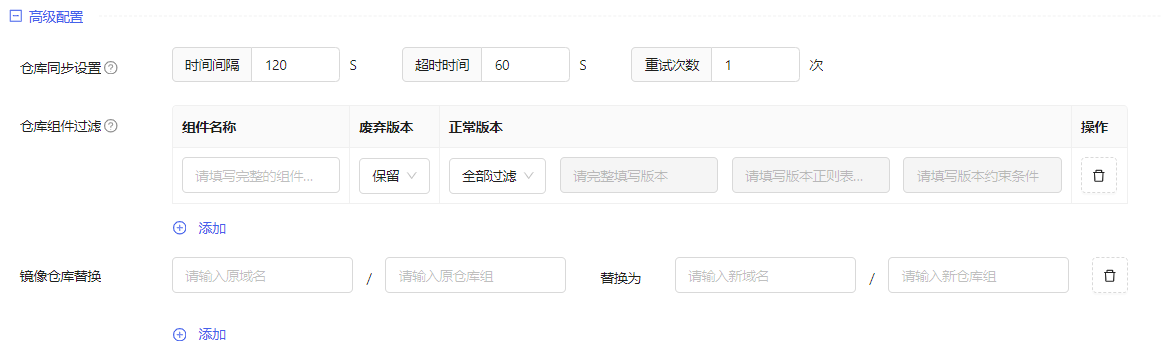 高级配置
仓库同步设置 时间间隔 120 S 超时时间 60 S 重试次数 1 次
仓库组件过滤 组件名称 废弃版本 正常版本 操作
请填写完整的组件... 保留 全部过滤 请完整填写版本 请填写版本正则表... 请填写版本约束条件
添加
镜像仓库替换 请输入原域名 / 请输入原仓库组 替换为 请输入新域名 / 请输入新仓库组
添加